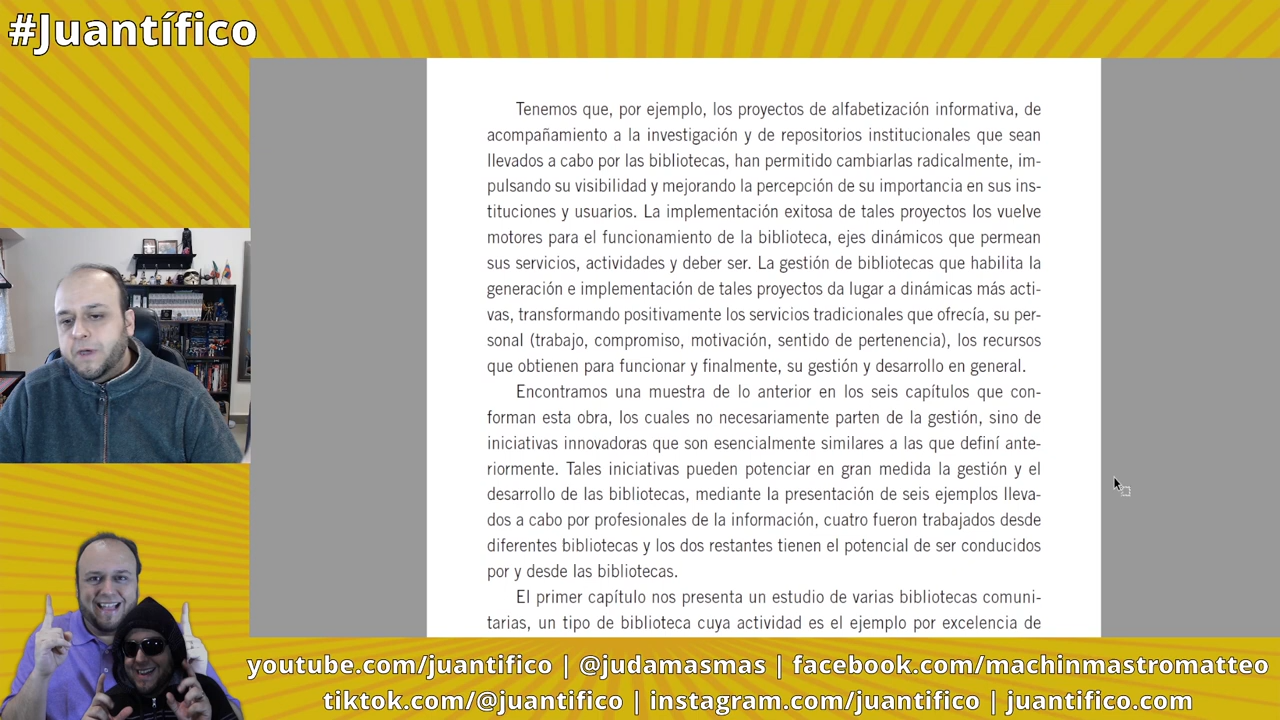 #Juantífico
Tenemos que, por ejemplo, los proyectos de alfabetización informativa, de
acompañamiento a la investigación y de repositorios institucionales que sean
llevados a cabo por las bibliotecas, han permitido cambiarlas radicalmente, im-
pulsando su visibilidad y mejorando la percepción de su importancia en sus ins-
tituciones y usuarios. La implementación exitosa de tales proyectos los vuelve
motores para el funcionamiento de la biblioteca, ejes dinámicos que permean
sus servicios, actividades y deber ser. La gestión de bibliotecas que habilita la
generación e implementación de tales proyectos da lugar a dinámicas más acti-
vas, transformando positivamente los servicios tradicionales que ofrecía, su per-
sonal (trabajo, compromiso, motivación, sentido de pertenencia), los recursos
que obtienen para funcionar y finalmente, su gestión y desarrollo en general.
Encontramos una muestra de lo anterior en los seis capítulos que con-
forman esta obra, los cuales no necesariamente parten de la gestión, sino de
iniciativas innovadoras que son esencialmente similares a las que definí ante-
riormente. Tales iniciativas pueden potenciar en gran medida la gestión y el
desarrollo de las bibliotecas, mediante la presentación de seis ejemplos lleva-
dos a cabo por profesionales de la información, cuatro fueron trabajados desde
diferentes bibliotecas y los dos restantes tienen el potencial de ser conducidos
por y desde las bibliotecas.
El primer capítulo nos presenta un estudio de varias bibliotecas comuni-
tarias, un tipo de biblioteca cuya actividad es el ejemplo por excelencia de
youtube.com/juantifico | @judamasmas | facebook.com/machinmastromatteo
tiktok.com/@juantifico | instagram.com/juantifico | juantifico.com